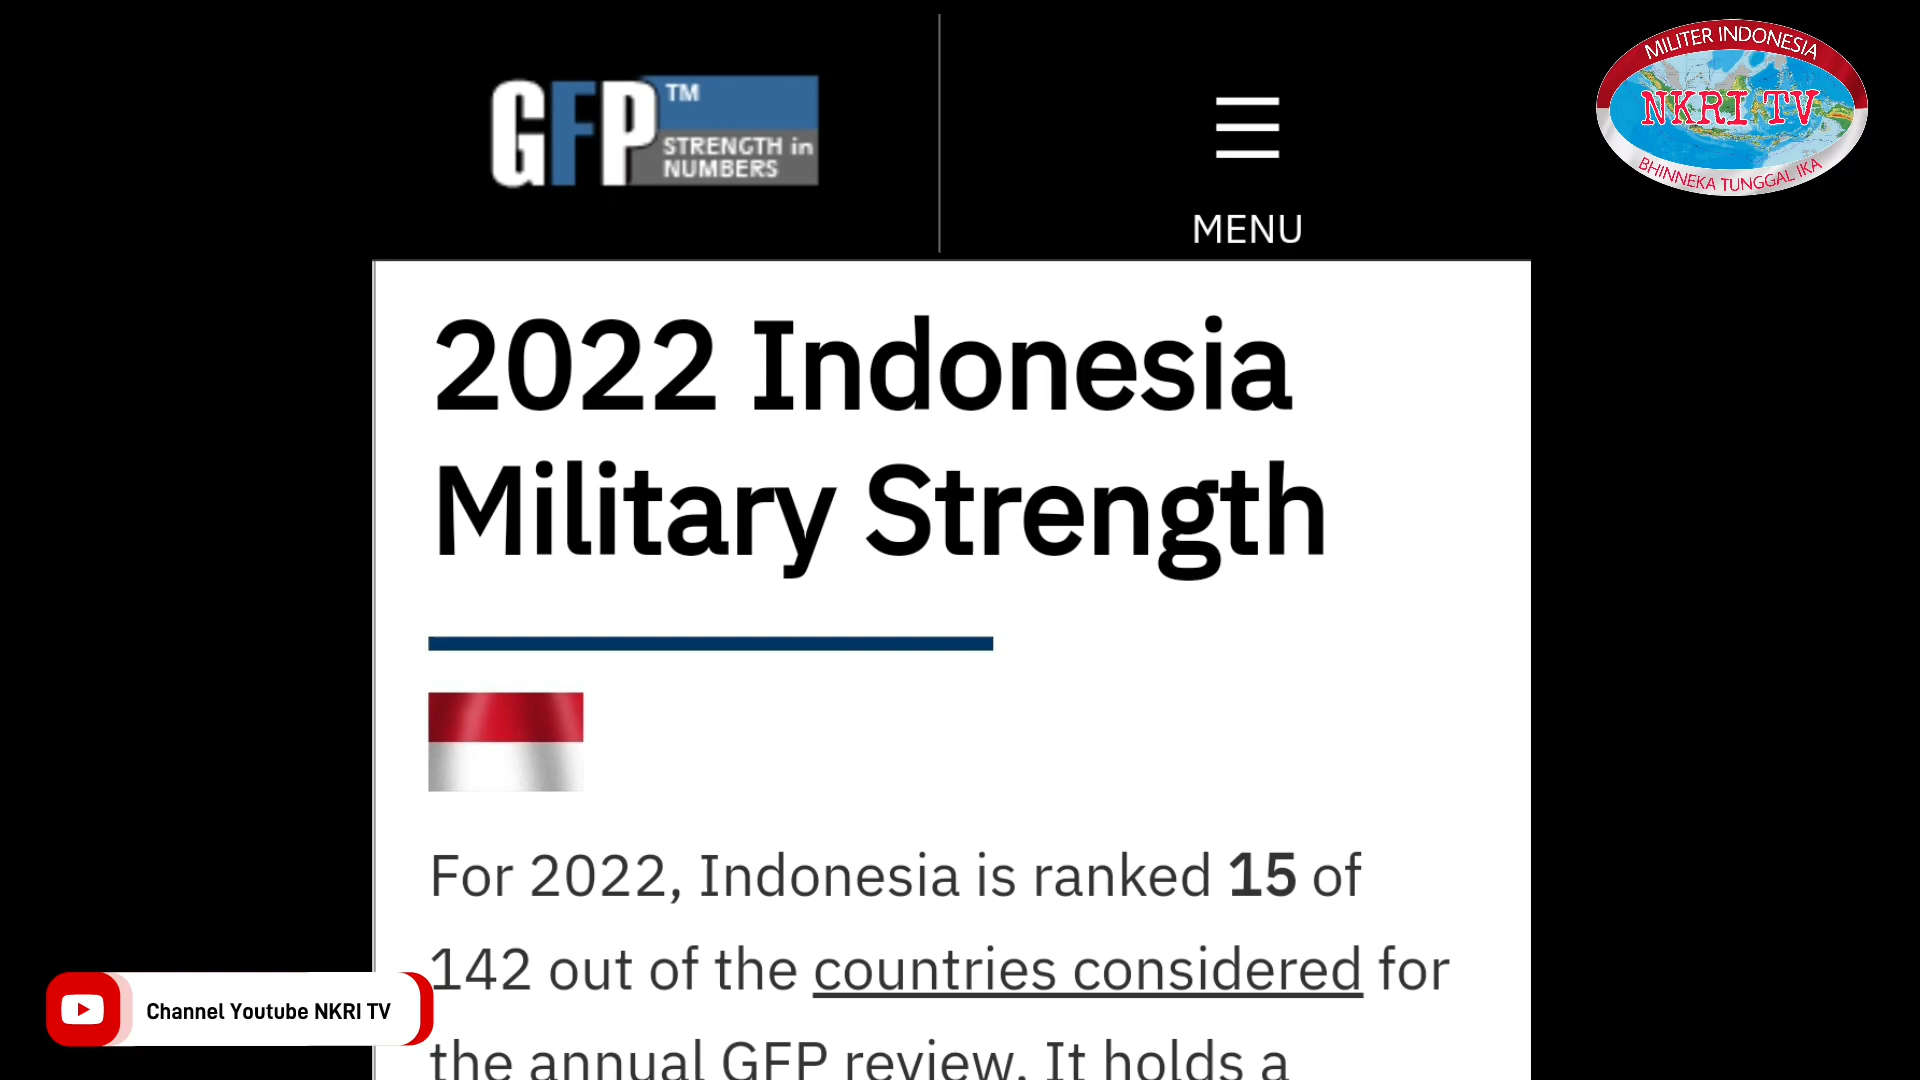 GFP™
STRENGTH in
NUMBERS
MENU
MILITER INDONESIA
NKRI TV
BHINNEKA TUNGGAL IKA
2022 Indonesia
Military Strength
For 2022, Indonesia is ranked 15 of
142 out of the countries considered for
the annual GFP review. It holds a
Channel Youtube NKRI TV